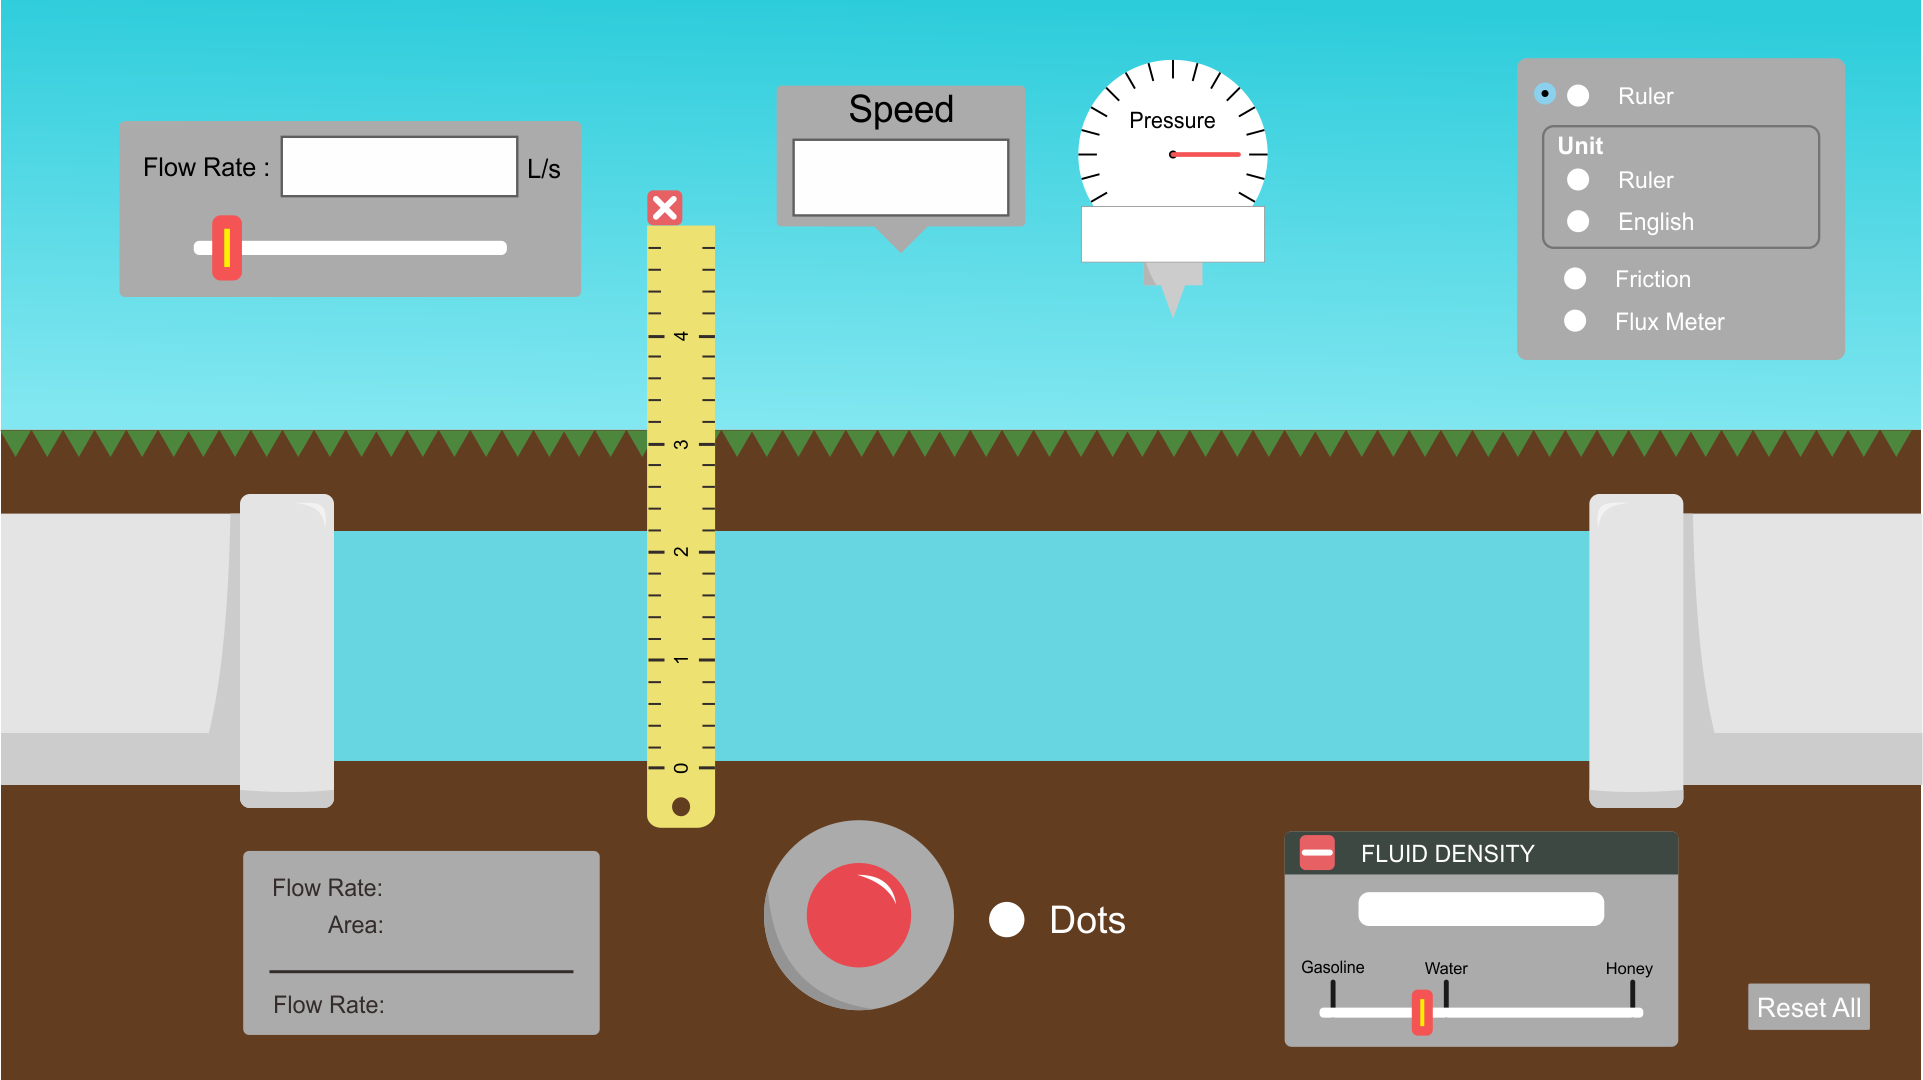 Flow Rate :
L/s
Speed
Pressure
Ruler
Unit
Ruler
English
Friction
Flux Meter
4
3
2
1
0
Flow Rate:
Area:
Flow Rate:
Dots
FLUID DENSITY
Gasoline
Water
Honey
Reset All